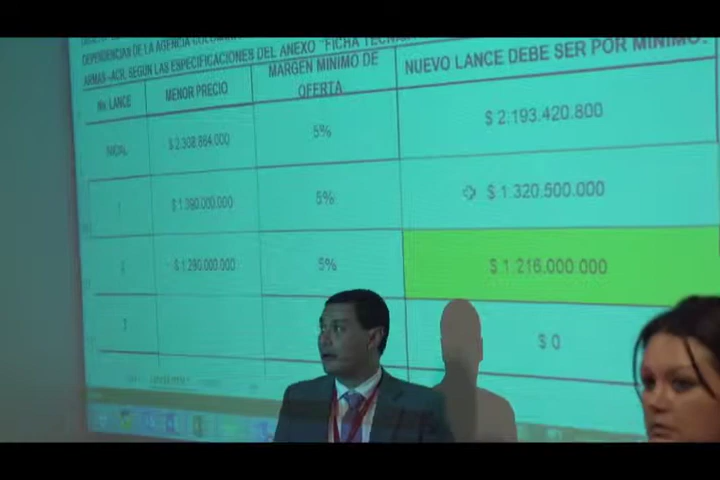 DEPENDENCIAS DE LA AGENCIA
ARMAS-ACR, SEGÚN LAS ESPECIFICACIONES DEL ANEXO "FICHA
No. LANCE
MENOR PRECIO
MARGEN MINIMO DE
OFERTA
NUEVO LANCE DEBE SER POR MINIMO:
INICIAL
$ 2.308.864.000
5%
$ 2.193.420.800
1
$ 1.390.000.000
5%
$ 1.320.500.000
2
$ 1.280.000.000
5%
$ 1.216.000.000
3
$ 0